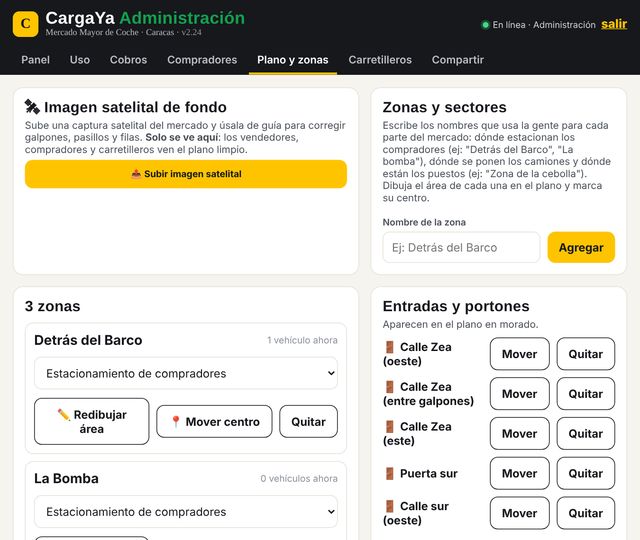 C
CargaYa Administración
Mercado Mayor de Coche · Caracas · v2.24
En línea · Administración salir
Panel Uso Cobros Compradores Plano y zonas Carretilleros Compartir
🛰 Imagen satelital de fondo
Sube una captura satelital del mercado y úsala de guía para corregir
galpones, pasillos y filas. Solo se ve aquí: los vendedores,
compradores y carretilleros ven el plano limpio.
📤 Subir imagen satelital
Zonas y sectores
Escribe los nombres que usa la gente para cada
parte del mercado: dónde estacionan los
compradores (ej: "Detrás del Barco", "La
bomba"), dónde se ponen los camiones y dónde
están los puestos (ej: "Zona de la cebolla").
Dibuja el área de cada una en el plano y marca
su centro.
Nombre de la zona
Ej: Detrás del Barco
Agregar
3 zonas
Detrás del Barco 1 vehículo ahora
Estacionamiento de compradores
✏️ Redibujar
área
📍 Mover centro
Quitar
La Bomba 0 vehículos ahora
Estacionamiento de compradores
Entradas y portones
Aparecen en el plano en morado.
🚪 Calle Zea
(oeste)
Mover Quitar
🚪 Calle Zea
(entre galpones)
Mover Quitar
🚪 Calle Zea
(este)
Mover Quitar
🚪 Puerta sur
Mover Quitar
🚪 Calle sur
(oeste)
Mover Quitar